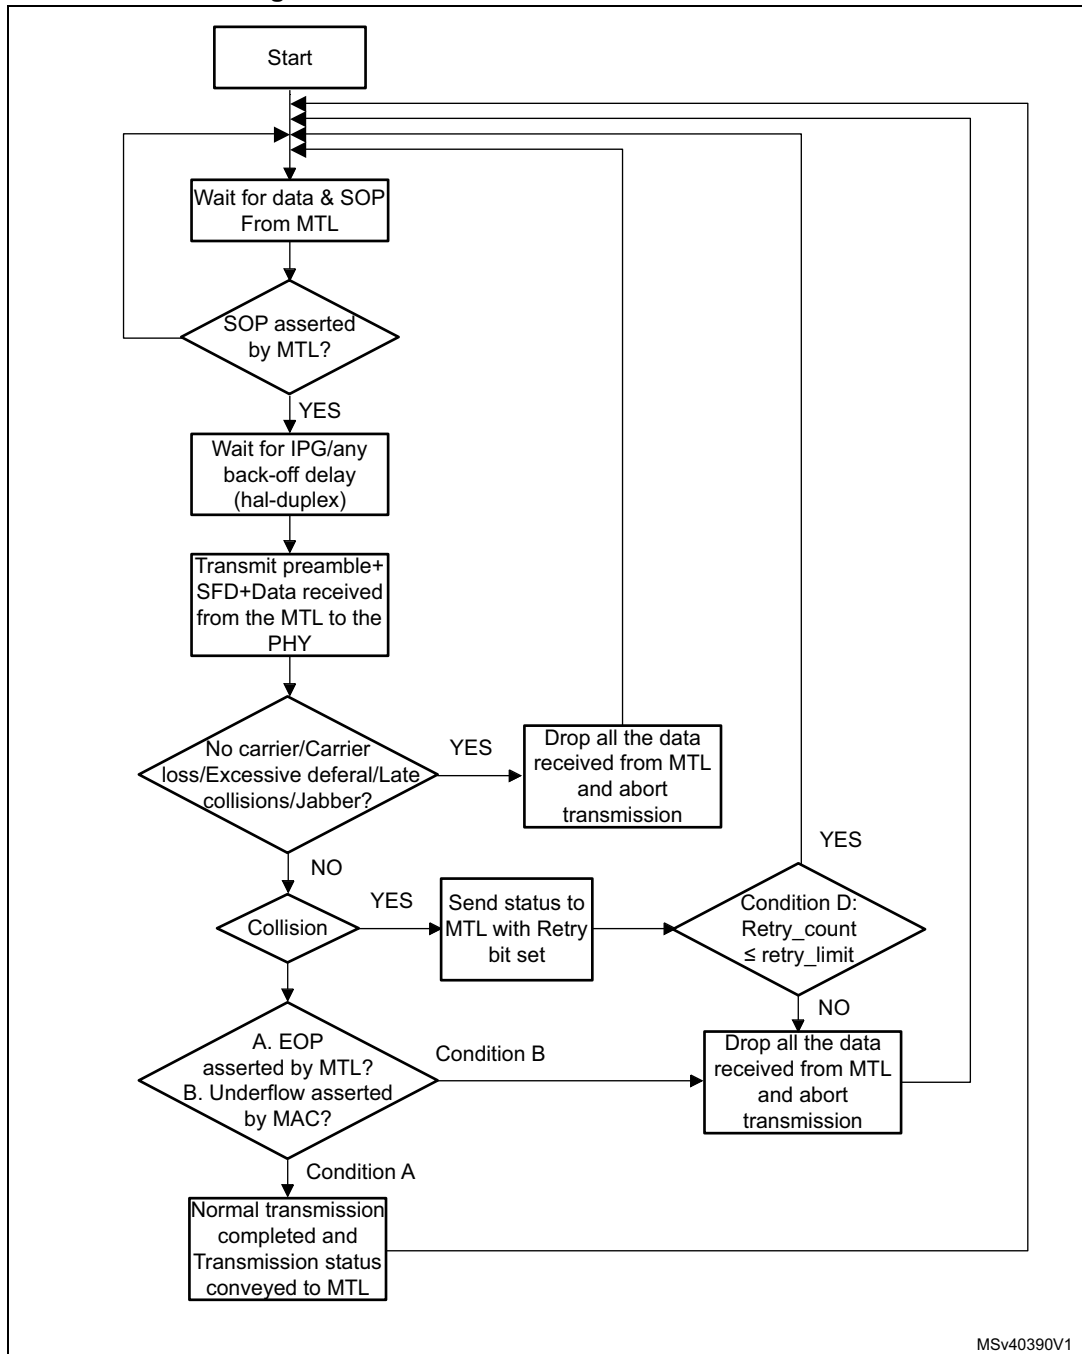 Start
Wait for data & SOP
From MTL
SOP asserted
by MTL?
YES
Wait for IPG/any
back-off delay
(hal-duplex)
Transmit preamble+
SFD+Data received
from the MTL to the
PHY
No carrier/Carrier
loss/Excessive deferal/Late
collisions/Jabber?
YES
Drop all the data
received from MTL
and abort
transmission
NO
Collision
YES
Send status to
MTL with Retry
bit set
YES
Condition D:
Retry_count
≤ retry_limit
NO
A. EOP
asserted by MTL?
B. Underflow asserted
by MAC?
Condition B
Drop all the data
received from MTL
and abort
transmission
Condition A
Normal transmission
completed and
Transmission status
conveyed to MTL
MSv40390V1